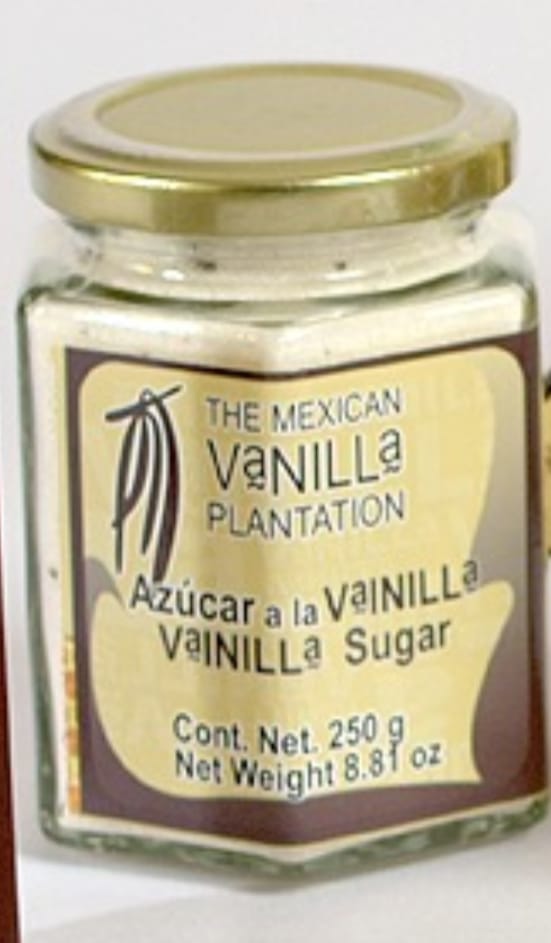 THE MEXICAN
VaNILLa
PLANTATION
Azúcar a la VaINILLa
VaINILLa Sugar
Cont. Net. 250 g
Net Weight 8.81 oz